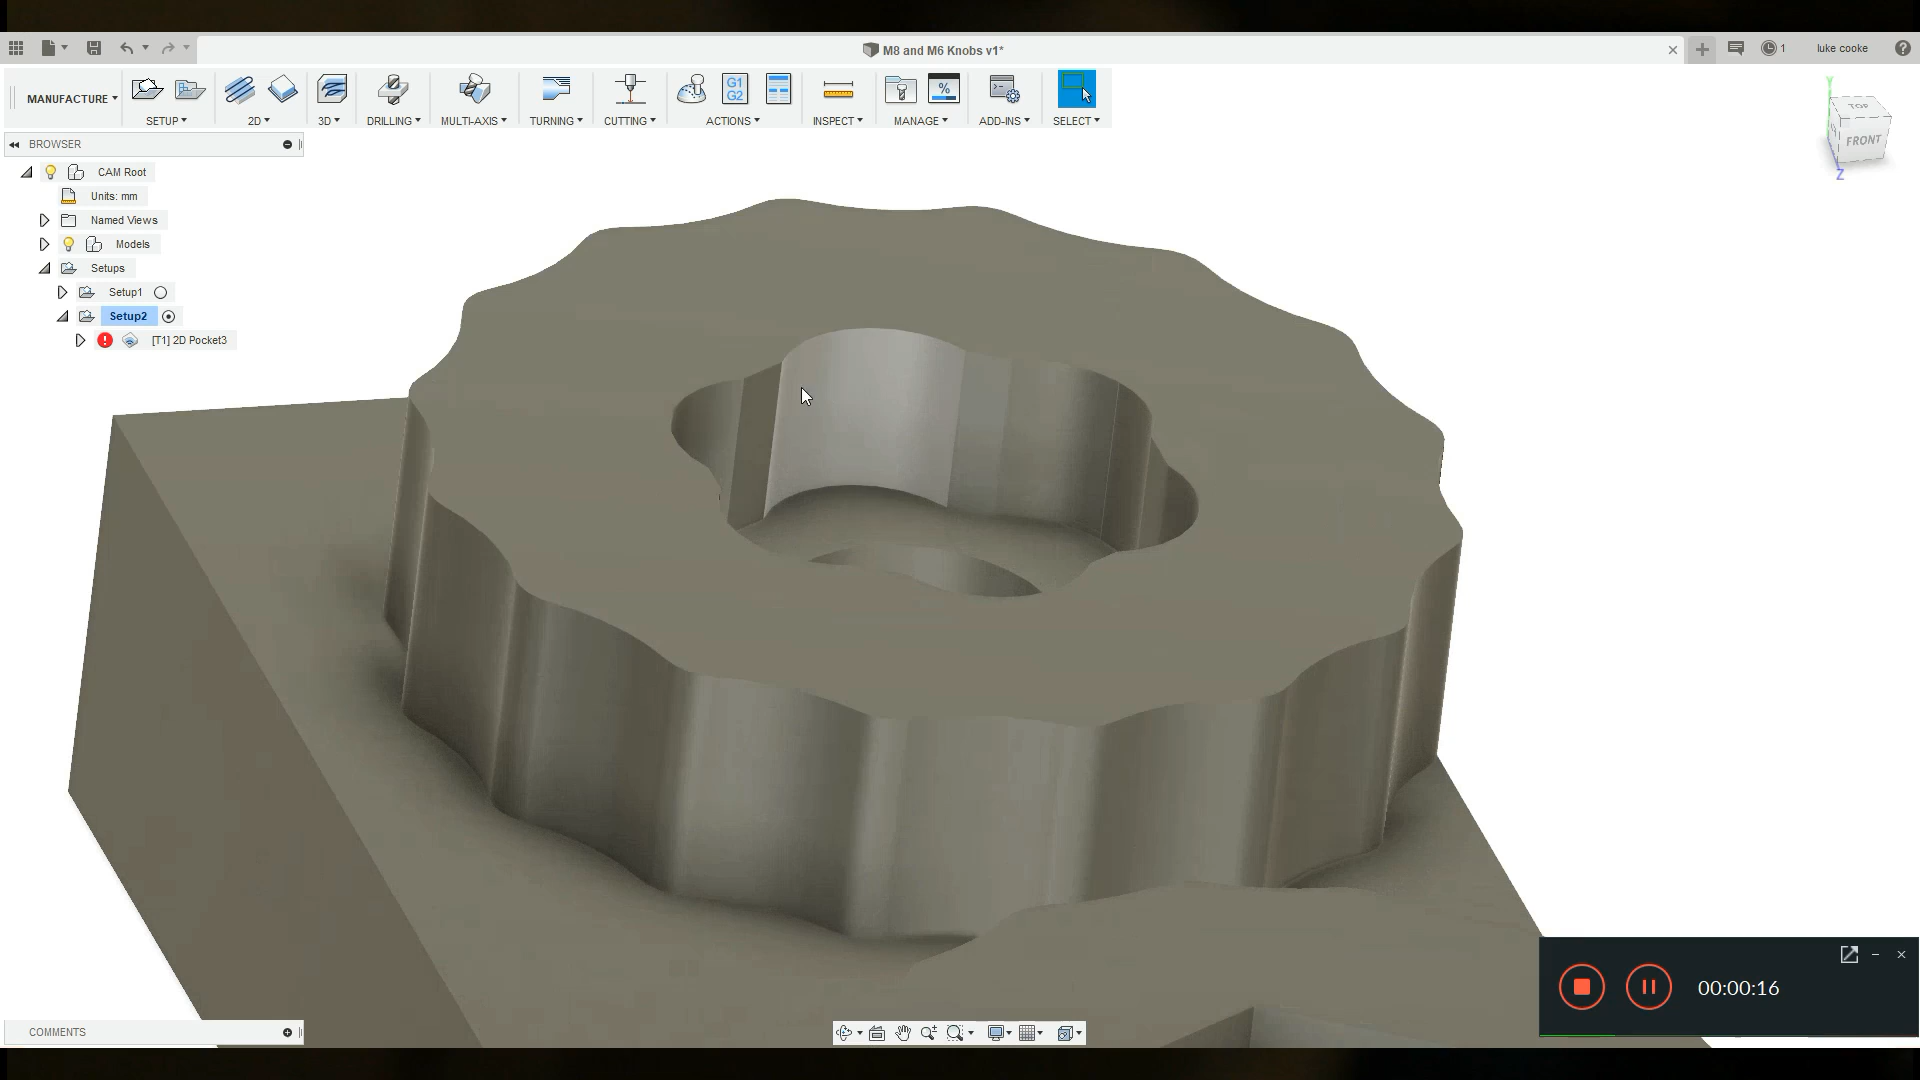 M8 and M6 Knobs v1*
1
luke cooke
MANUFACTURE
G1
G2
%
SETUP
2D
3D
DRILLING
MULTI-AXIS
TURNING
CUTTING
ACTIONS
INSPECT
MANAGE
ADD-INS
SELECT
Y
TOP
FRONT
Z
BROWSER
CAM Root
Units: mm
Named Views
Models
Setups
Setup1
Setup2
[T1] 2D Pocket3
00:00:16
COMMENTS